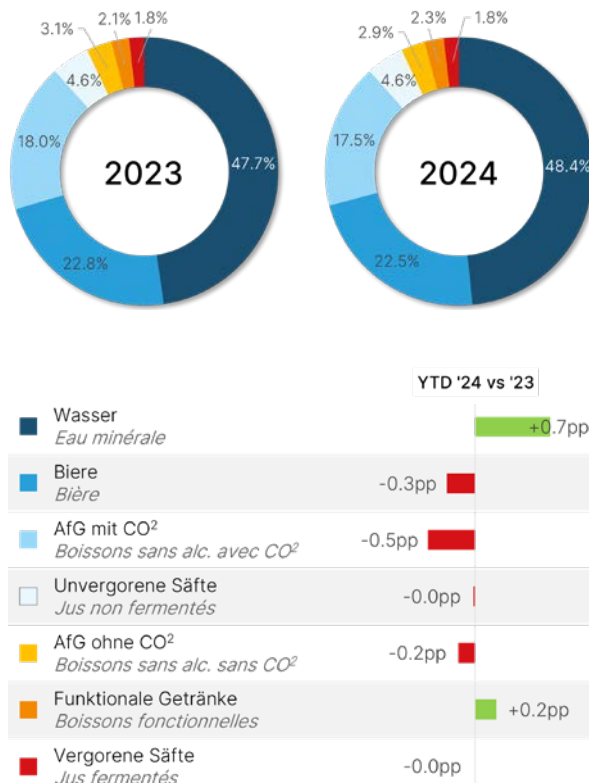 3.1%
2.1%
1.8%
4.6%
18.0%
2023
47.7%
22.8%
2.9%
2.3%
1.8%
4.6%
17.5%
2024
48.4%
22.5%
YTD '24 vs '23
Wasser
Eau minérale
+0.7pp
Biere
Bière
-0.3pp
AfG mit CO²
Boissons sans alc. avec CO²
-0.5pp
Unvergorene Säfte
Jus non fermentés
-0.0pp
AfG ohne CO²
Boissons sans alc. sans CO²
-0.2pp
Funktionale Getränke
Boissons fonctionnelles
+0.2pp
Vergorene Säfte
Jus fermentés
-0.0pp